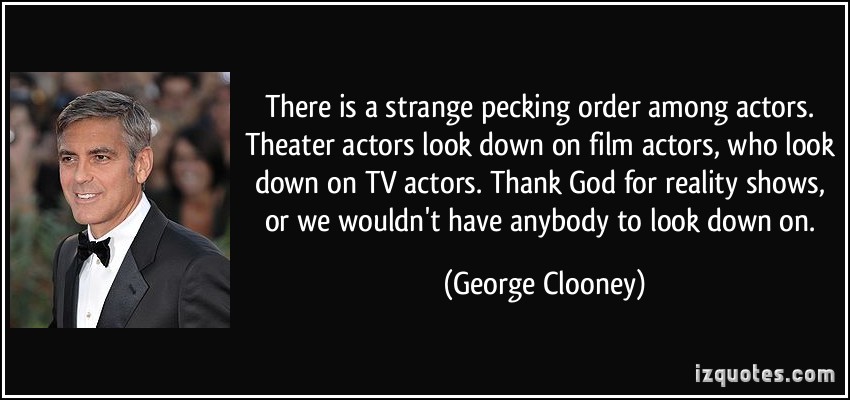 There is a strange pecking order among actors.
Theater actors look down on film actors, who look
down on TV actors. Thank God for reality shows,
or we wouldn't have anybody to look down on.
(George Clooney)
izquotes.com